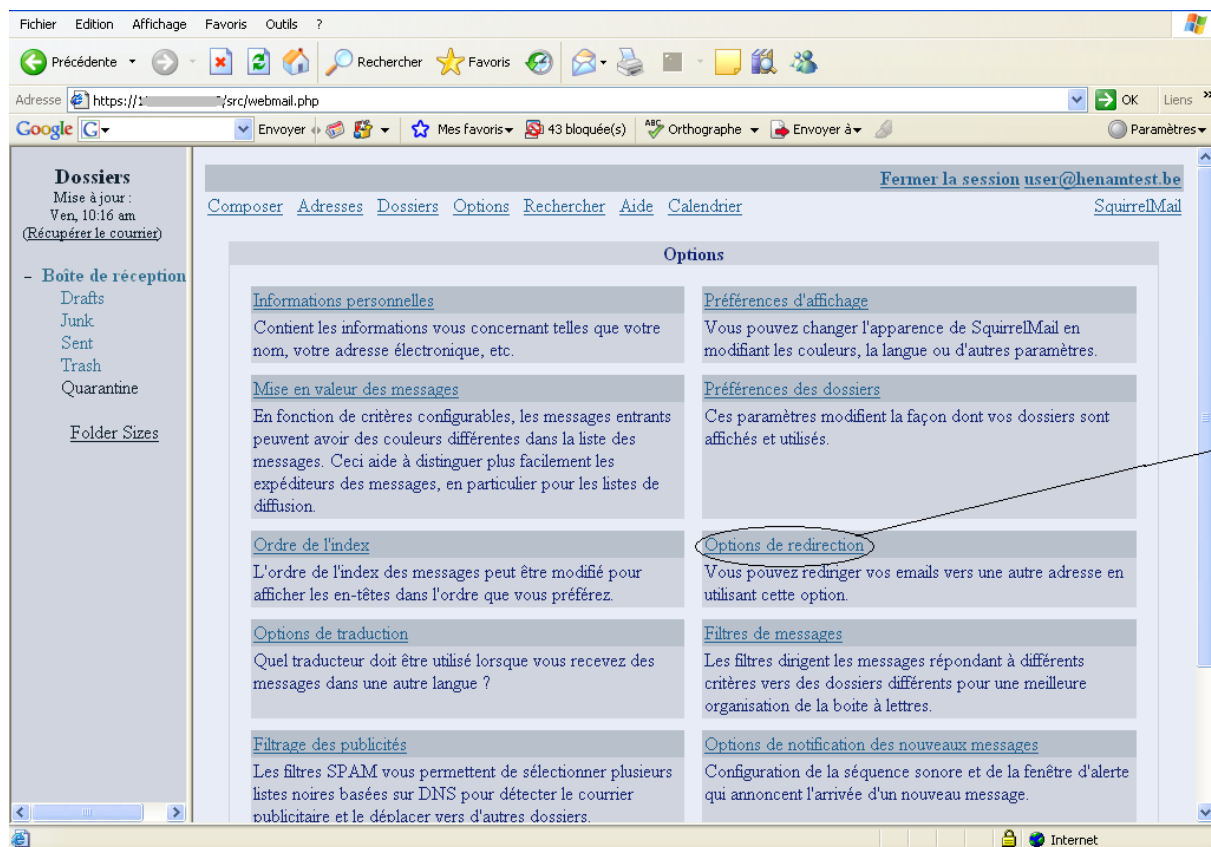 Fichier Edition Affichage Favoris Outils ?
Précédente Rechercher Favoris
Adresse https://1 /src/webmail.php OK Liens »
Google G Envoyer Mes favoris 43 bloquée(s) ABC Orthographe Envoyer à Paramètres
Dossiers
Mise à jour :
Ven, 10:16 am
(Récupérer le courrier)
– Boîte de réception
Drafts
Junk
Sent
Trash
Quarantine
Folder Sizes
Fermer la session user@henamtest.be
Composer Adresses Dossiers Options Rechercher Aide Calendrier SquirrelMail
Options
Informations personnelles
Contient les informations vous concernant telles que votre
nom, votre adresse électronique, etc.
Préférences d'affichage
Vous pouvez changer l'apparence de SquirrelMail en
modifiant les couleurs, la langue ou d'autres paramètres.
Mise en valeur des messages
En fonction de critères configurables, les messages entrants
peuvent avoir des couleurs différentes dans la liste des
messages. Ceci aide à distinguer plus facilement les
expéditeurs des messages, en particulier pour les listes de
diffusion.
Préférences des dossiers
Ces paramètres modifient la façon dont vos dossiers sont
affichés et utilisés.
Ordre de l'index
L'ordre de l'index des messages peut être modifié pour
afficher les en-têtes dans l'ordre que vous préférez.
Options de redirection
Vous pouvez rediriger vos emails vers une autre adresse en
utilisant cette option.
Options de traduction
Quel traducteur doit être utilisé lorsque vous recevez des
messages dans une autre langue ?
Filtres de messages
Les filtres dirigent les messages répondant à différents
critères vers des dossiers différents pour une meilleure
organisation de la boite à lettres.
Filtrage des publicités
Les filtres SPAM vous permettent de sélectionner plusieurs
listes noires basées sur DNS pour détecter le courrier
publicitaire et le déplacer vers d'autres dossiers.
Options de notification des nouveaux messages
Configuration de la séquence sonore et de la fenêtre d'alerte
qui annoncent l'arrivée d'un nouveau message.
Internet